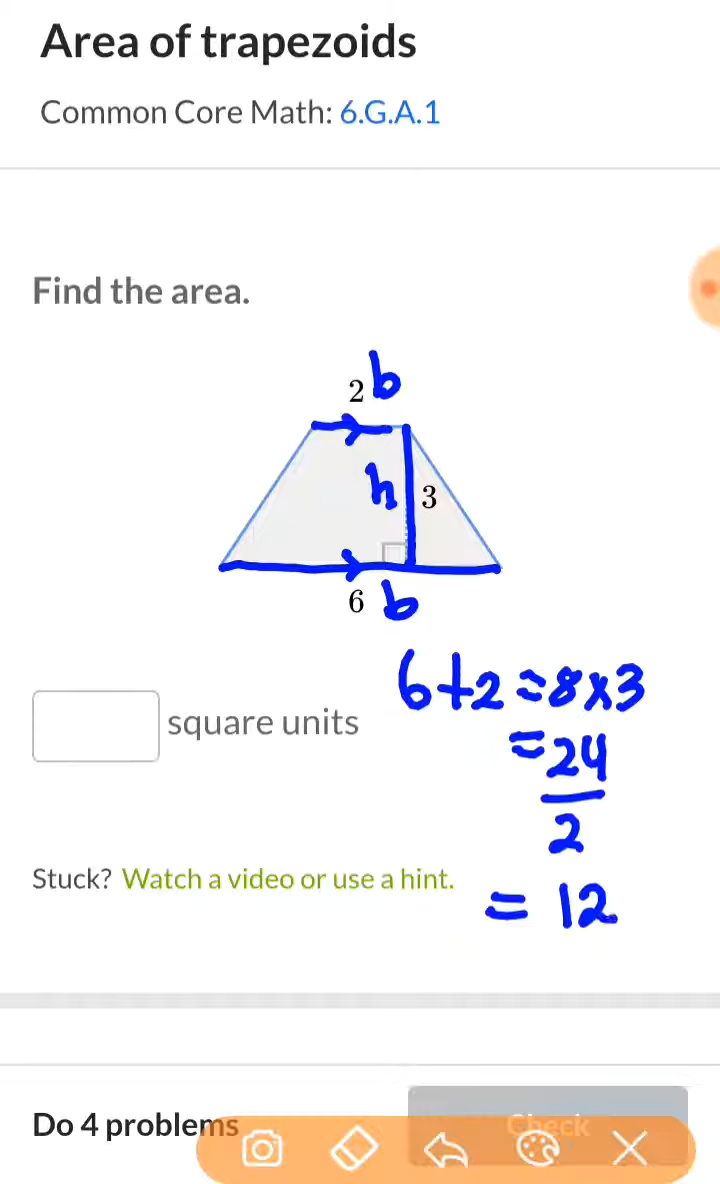 Area of trapezoids
Common Core Math: 6.G.A.1
Find the area.
2 b
h 3
6 b
6+2=8x3
=24
2
= 12
square units
Stuck? Watch a video or use a hint.
Do 4 problems
Check